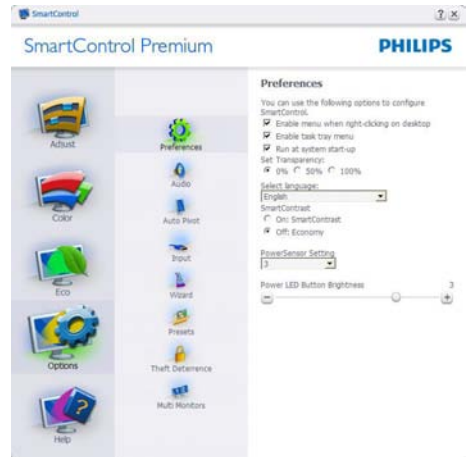 SmartControl
SmartControl Premium
PHILIPS
Adjust
Color
Eco
Options
Help
Preferences
Audio
Auto Pivot
Input
Wizard
Presets
Theft Deterrence
Multi Monitors
Preferences
You can use the following options to configure
SmartControl.
Enable menu when right-clicking on desktop
Enable task tray menu
Run at system start-up
Set Transparency:
0% 50% 100%
Select language:
English
SmartContrast
On: SmartContrast
Off: Economy
PowerSensor Setting
3
Power LED Button Brightness 3